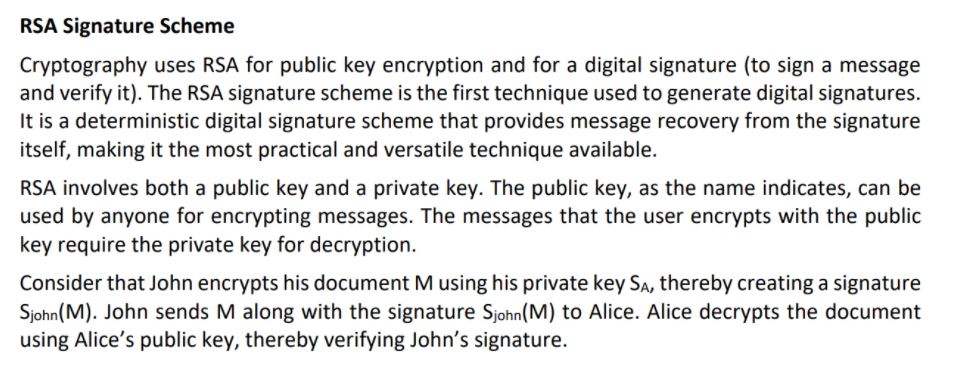 RSA Signature Scheme
Cryptography uses RSA for public key encryption and for a digital signature (to sign a message
and verify it). The RSA signature scheme is the first technique used to generate digital signatures.
It is a deterministic digital signature scheme that provides message recovery from the signature
itself, making it the most practical and versatile technique available.
RSA involves both a public key and a private key. The public key, as the name indicates, can be
used by anyone for encrypting messages. The messages that the user encrypts with the public
key require the private key for decryption.
Consider that John encrypts his document M using his private key SA, thereby creating a signature
Sjohn(M). John sends M along with the signature Sjohn(M) to Alice. Alice decrypts the document
using Alice’s public key, thereby verifying John’s signature.